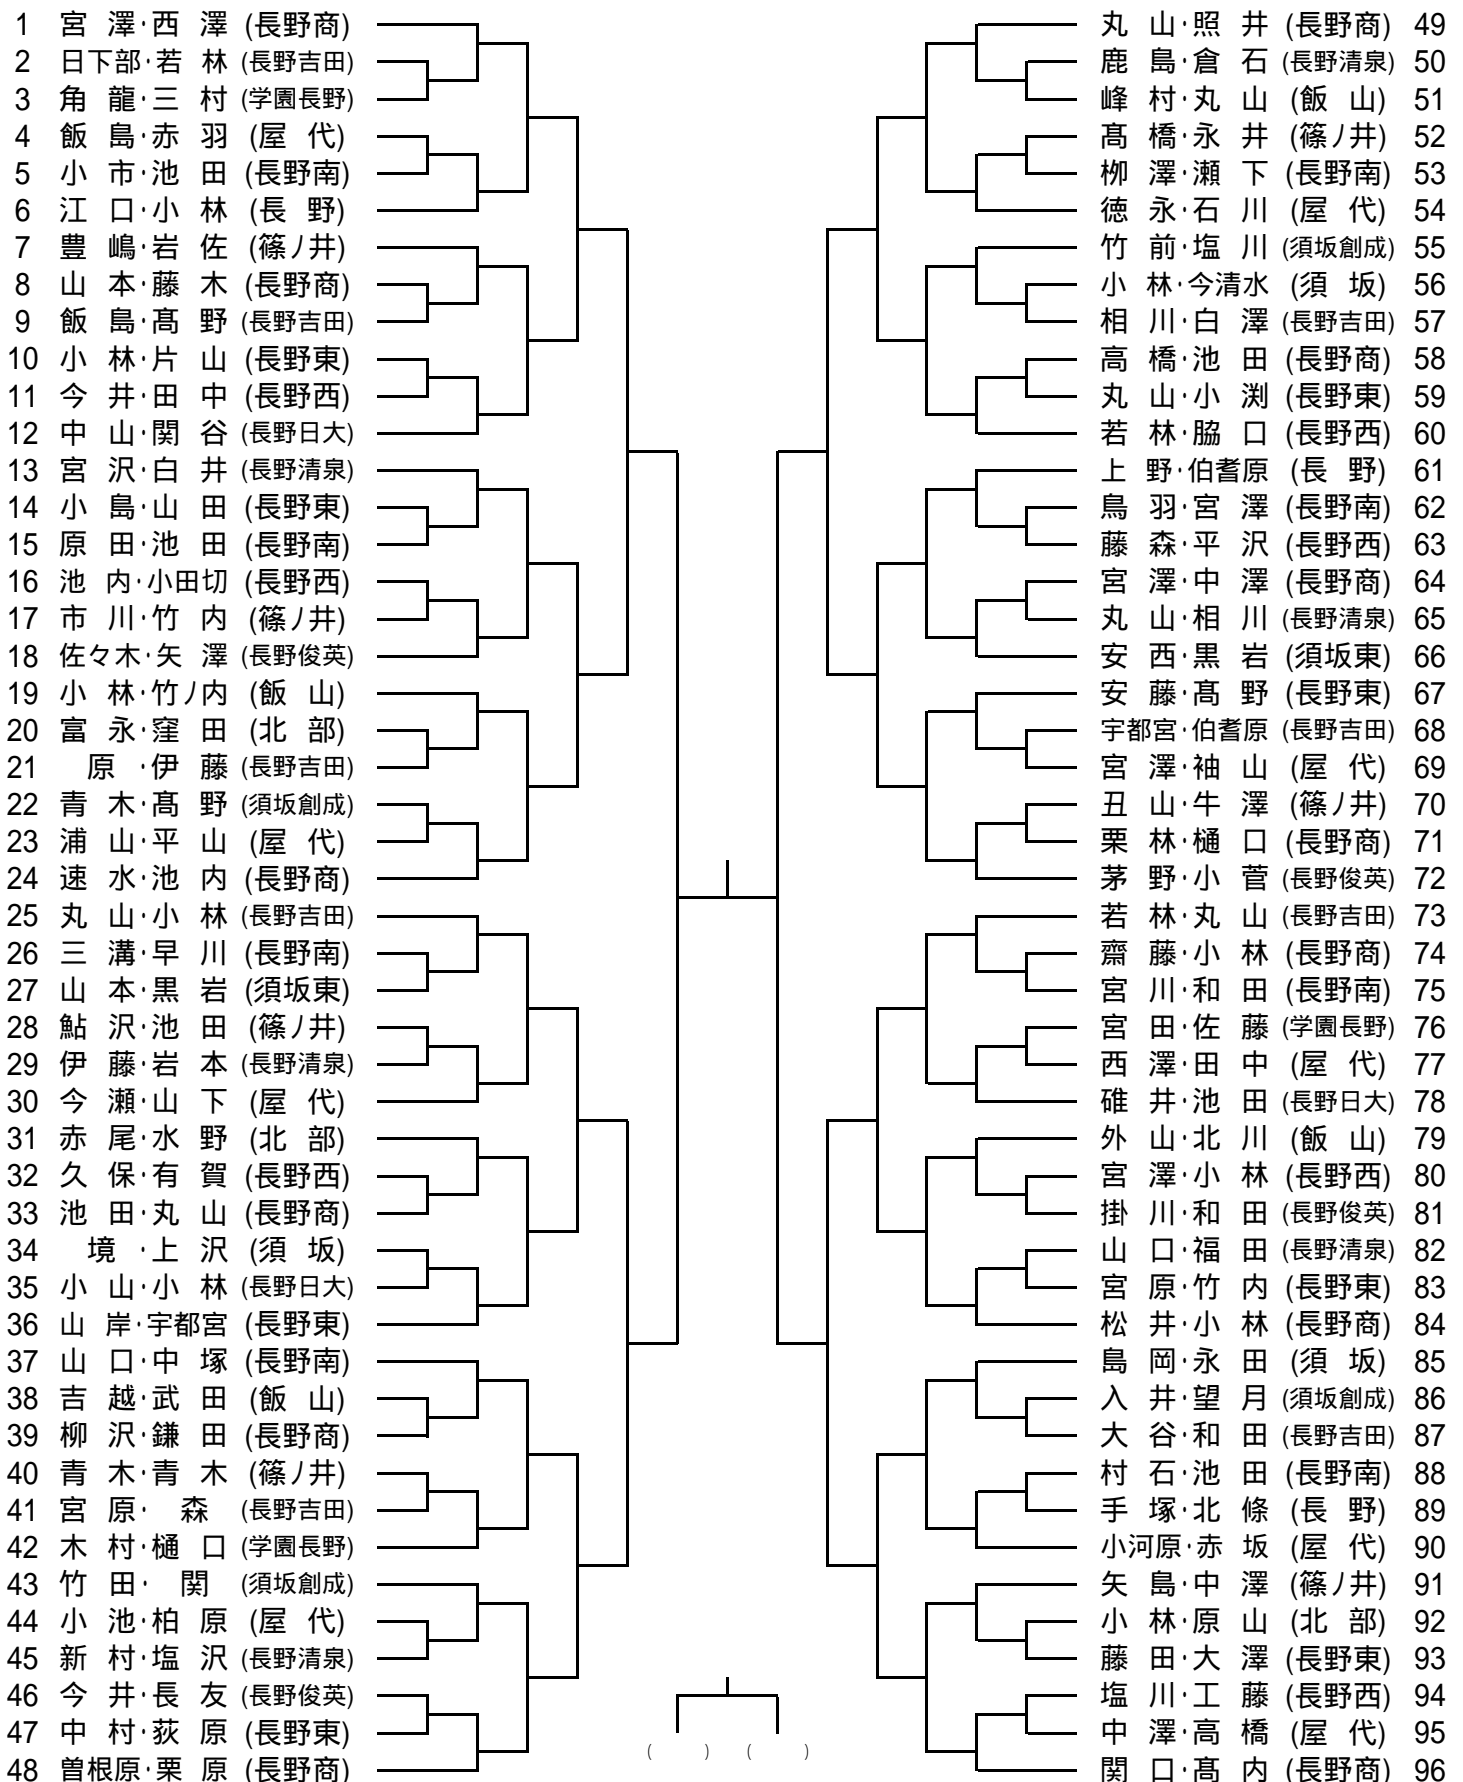 1 宮 澤·西 澤 (長野商)
2 日下部·若 林 (長野吉田)
3 角 龍·三 村 (学園長野)
4 飯 島·赤 羽 (屋 代)
5 小 市·池 田 (長野南)
6 江 口·小 林 (長 野)
7 豊 嶋·岩 佐 (篠ノ井)
8 山 本·藤 木 (長野商)
9 飯 島·髙 野 (長野吉田)
10 小 林·片 山 (長野東)
11 今 井·田 中 (長野西)
12 中 山·関 谷 (長野日大)
13 宮 沢·白 井 (長野清泉)
14 小 島·山 田 (長野東)
15 原 田·池 田 (長野南)
16 池 内·小田切 (長野西)
17 市 川·竹 内 (篠ノ井)
18 佐々木·矢 澤 (長野俊英)
19 小 林·竹ノ内 (飯 山)
20 富 永·窪 田 (北 部)
21 原 ·伊 藤 (長野吉田)
22 青 木·髙 野 (須坂創成)
23 浦 山·平 山 (屋 代)
24 速 水·池 内 (長野商)
25 丸 山·小 林 (長野吉田)
26 三 溝·早 川 (長野南)
27 山 本·黒 岩 (須坂東)
28 鮎 沢·池 田 (篠ノ井)
29 伊 藤·岩 本 (長野清泉)
30 今 瀬·山 下 (屋 代)
31 赤 尾·水 野 (北 部)
32 久 保·有 賀 (長野西)
33 池 田·丸 山 (長野商)
34 境 ·上 沢 (須 坂)
35 小 山·小 林 (長野日大)
36 山 岸·宇都宮 (長野東)
37 山 口·中 塚 (長野南)
38 吉 越·武 田 (飯 山)
39 柳 沢·鎌 田 (長野商)
40 青 木·青 木 (篠ノ井)
41 宮 原· 森 (長野吉田)
42 木 村·樋 口 (学園長野)
43 竹 田· 関 (須坂創成)
44 小 池·柏 原 (屋 代)
45 新 村·塩 沢 (長野清泉)
46 今 井·長 友 (長野俊英)
47 中 村·荻 原 (長野東)
48 曽根原·栗 原 (長野商)
丸 山·照 井 (長野商) 49
鹿 島·倉 石 (長野清泉) 50
峰 村·丸 山 (飯 山) 51
髙 橋·永 井 (篠ノ井) 52
栁 澤·瀬 下 (長野南) 53
徳 永·石 川 (屋 代) 54
竹 前·塩 川 (須坂創成) 55
小 林·今清水 (須 坂) 56
相 川·白 澤 (長野吉田) 57
高 橋·池 田 (長野商) 58
丸 山·小 渕 (長野東) 59
若 林·脇 口 (長野西) 60
上 野·伯耆原 (長 野) 61
鳥 羽·宮 澤 (長野南) 62
藤 森·平 沢 (長野西) 63
宮 澤·中 澤 (長野商) 64
丸 山·相 川 (長野清泉) 65
安 西·黒 岩 (須坂東) 66
安 藤·髙 野 (長野東) 67
宇都宮·伯耆原 (長野吉田) 68
宮 澤·袖 山 (屋 代) 69
丑 山·牛 澤 (篠ノ井) 70
栗 林·樋 口 (長野商) 71
茅 野·小 菅 (長野俊英) 72
若 林·丸 山 (長野吉田) 73
齋 藤·小 林 (長野商) 74
宮 川·和 田 (長野南) 75
宮 田·佐 藤 (学園長野) 76
西 澤·田 中 (屋 代) 77
碓 井·池 田 (長野日大) 78
外 山·北 川 (飯 山) 79
宮 澤·小 林 (長野西) 80
掛 川·和 田 (長野俊英) 81
山 口·福 田 (長野清泉) 82
宮 原·竹 内 (長野東) 83
松 井·小 林 (長野商) 84
島 岡·永 田 (須 坂) 85
入 井·望 月 (須坂創成) 86
大 谷·和 田 (長野吉田) 87
村 石·池 田 (長野南) 88
手 塚·北 條 (長 野) 89
小河原·赤 坂 (屋 代) 90
矢 島·中 澤 (篠ノ井) 91
小 林·原 山 (北 部) 92
藤 田·大 澤 (長野東) 93
塩 川·工 藤 (長野西) 94
中 澤·高 橋 (屋 代) 95
関 口·髙 内 (長野商) 96
( ) ( )